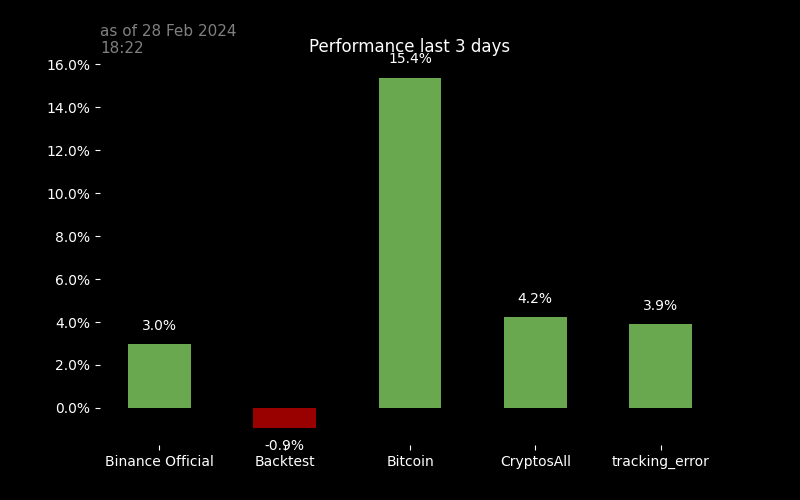 as of 28 Feb 2024
18:22
Performance last 3 days
16.0%
14.0%
12.0%
10.0%
8.0%
6.0%
4.0%
2.0%
0.0%
3.0%
-0.9%
15.4%
4.2%
3.9%
Binance Official
Backtest
Bitcoin
CryptosAll
tracking_error